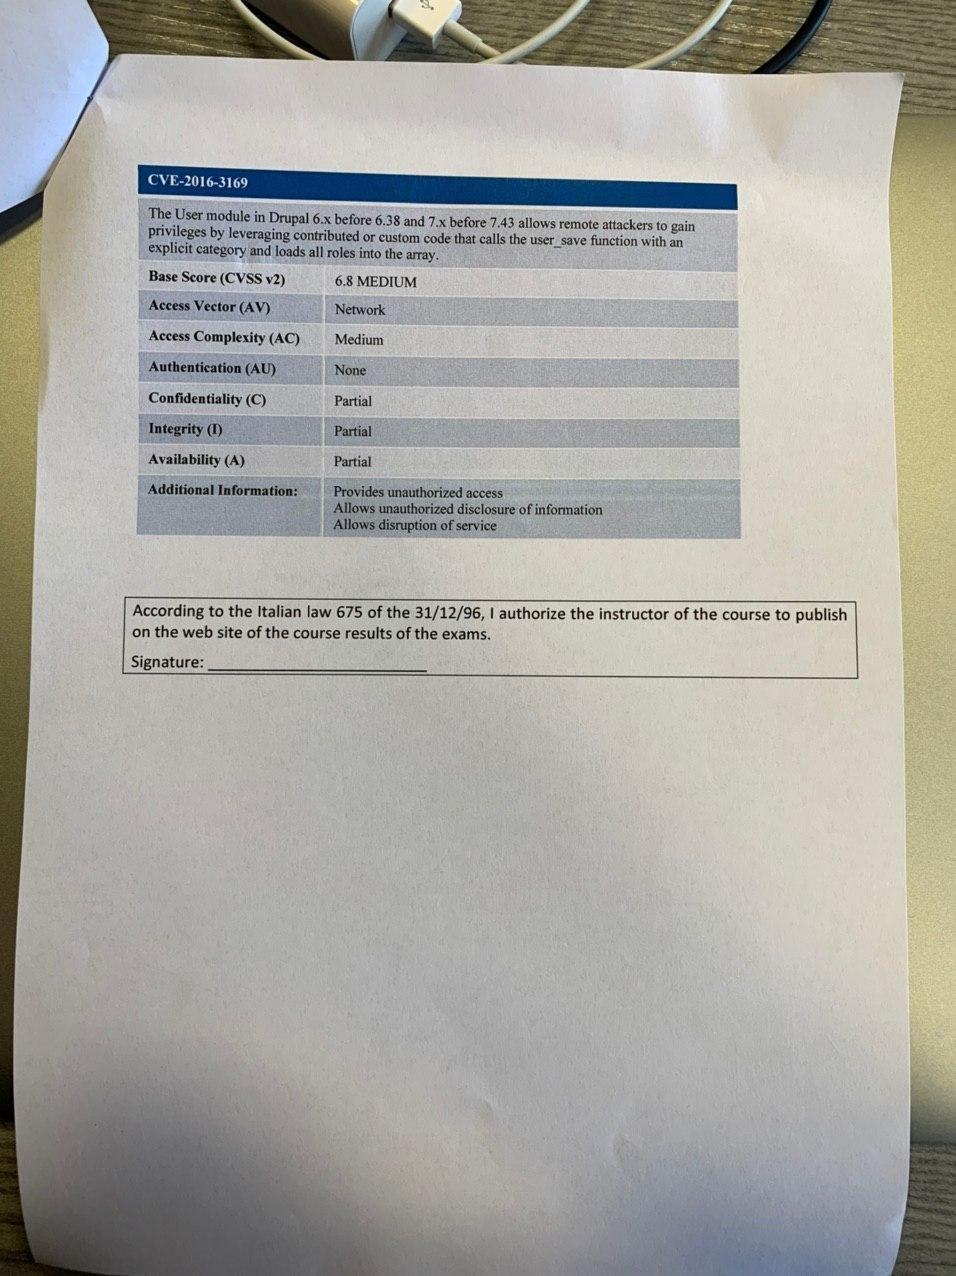 CVE-2016-3169
The User module in Drupal 6.x before 6.38 and 7.x before 7.43 allows remote attackers to gain
privileges by leveraging contributed or custom code that calls the user_save function with an
explicit category and loads all roles into the array.
Base Score (CVSS v2) 6.8 MEDIUM
Access Vector (AV) Network
Access Complexity (AC) Medium
Authentication (AU) None
Confidentiality (C) Partial
Integrity (I) Partial
Availability (A) Partial
Additional Information: Provides unauthorized access
Allows unauthorized disclosure of information
Allows disruption of service
According to the Italian law 675 of the 31/12/96, I authorize the instructor of the course to publish
on the web site of the course results of the exams.
Signature: